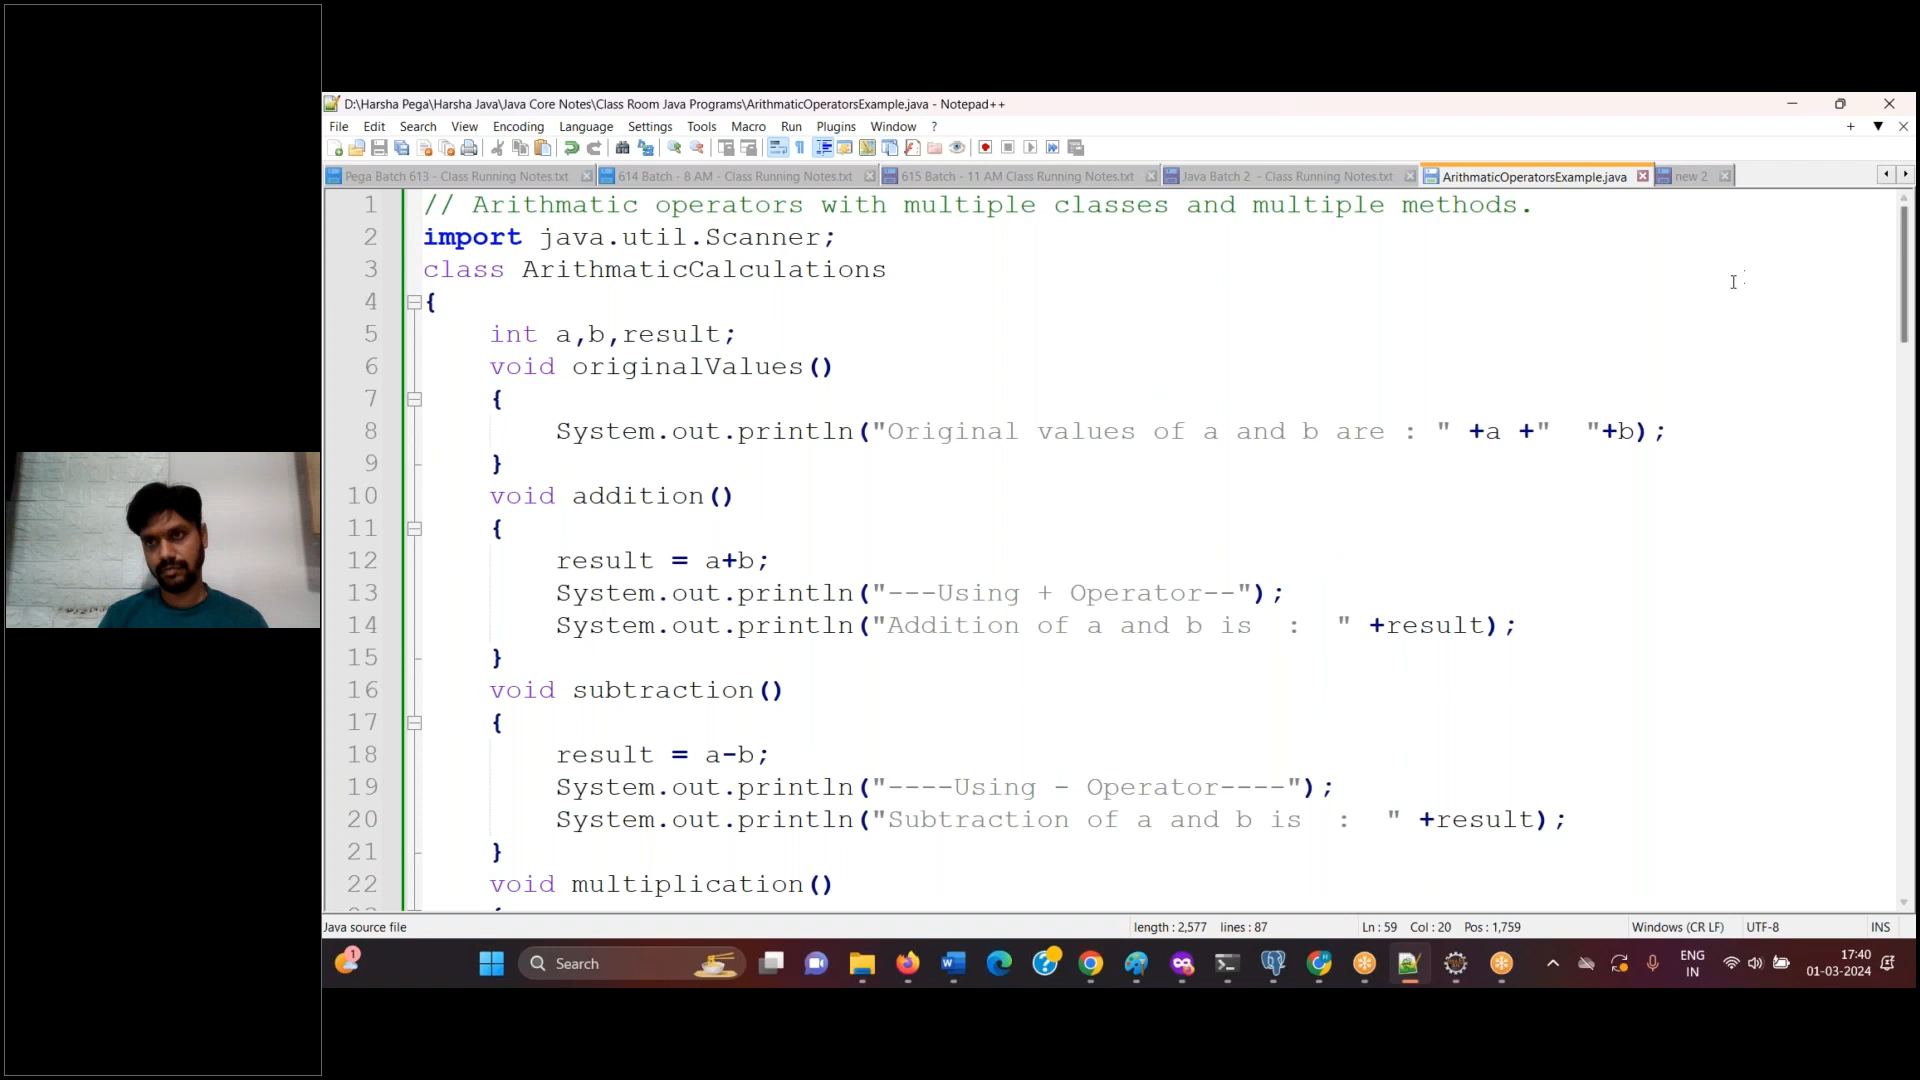 D:\Harsha Pega\Harsha Java\Java Core Notes\Class Room Java Programs\ArithmaticOperatorsExample.java - Notepad++
File Edit Search View Encoding Language Settings Tools Macro Run Plugins Window ?
Pega Batch 613 - Class Running Notes.txt 614 Batch - 8 AM - Class Running Notes.txt 615 Batch - 11 AM Class Running Notes.txt Java Batch 2 - Class Running Notes.txt ArithmaticOperatorsExample.java new 2
1 // Arithmatic operators with multiple classes and multiple methods.
2 import java.util.Scanner;
3 class ArithmaticCalculations
4 {
5 int a,b,result;
6 void originalValues()
7 {
8 System.out.println("Original values of a and b are : " +a +"  "+b);
9 }
10 void addition()
11 {
12 result = a+b;
13 System.out.println("---Using + Operator--");
14 System.out.println("Addition of a and b is  :  " +result);
15 }
16 void subtraction()
17 {
18 result = a-b;
19 System.out.println("----Using - Operator----");
20 System.out.println("Subtraction of a and b is  :  " +result);
21 }
22 void multiplication()
Java source file length : 2,577 lines : 87 Ln : 59 Col : 20 Pos : 1,759 Windows (CR LF) UTF-8 INS
1 Search ENG IN 17:40 01-03-2024